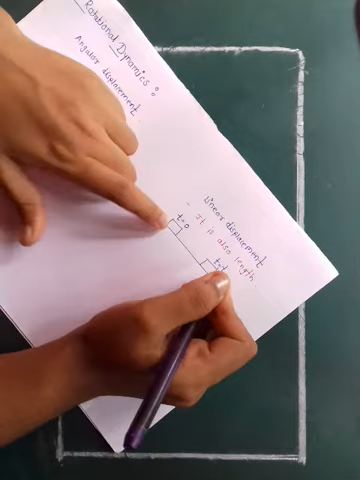 Rotational Dynamics :
Angular displacement
Linear displacement
- It is also length
t=0
t=t